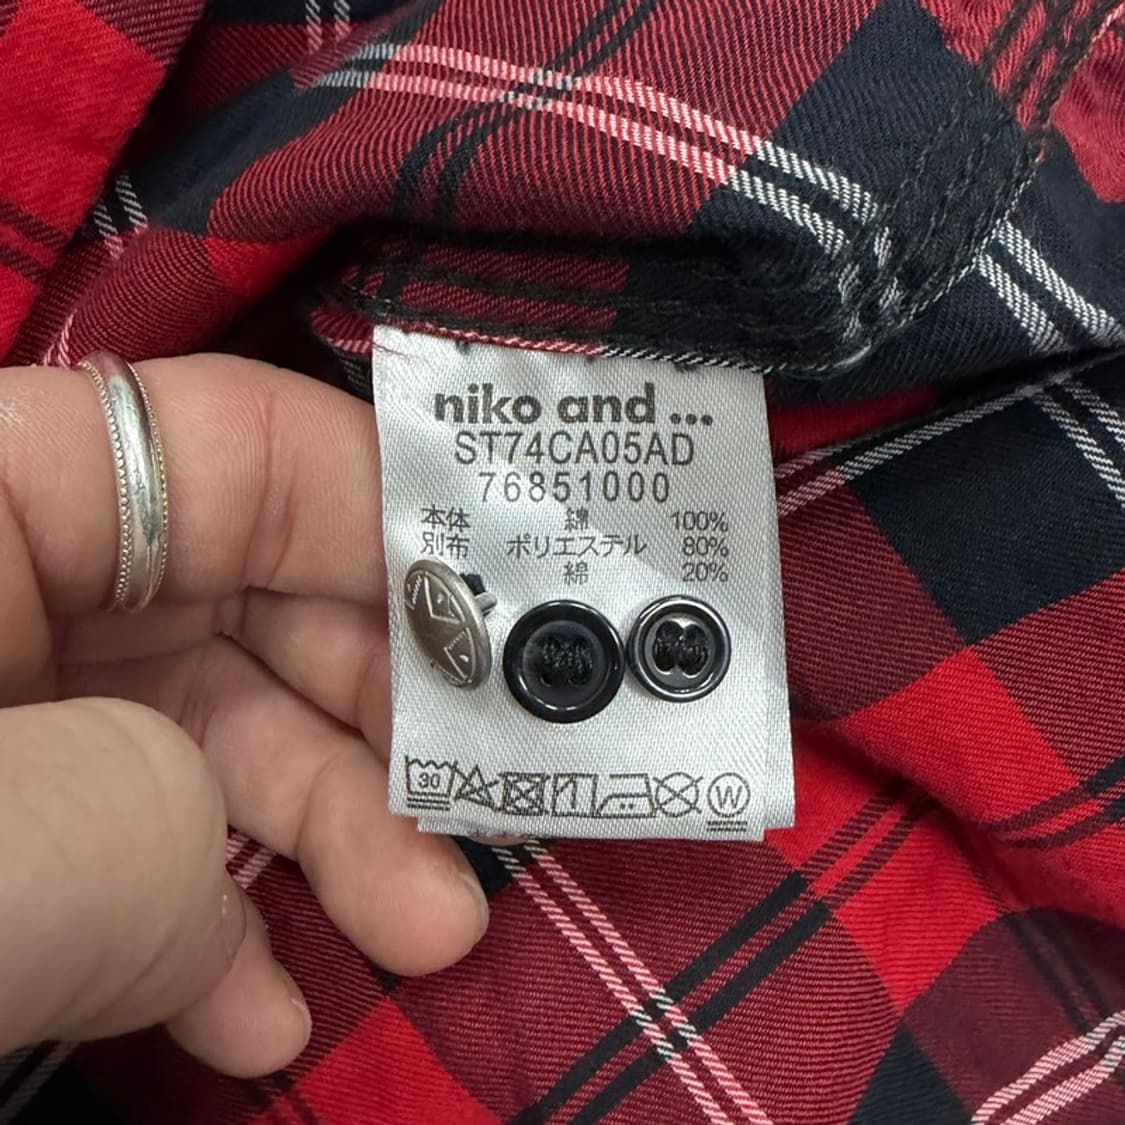 niko and ...
ST74CA05AD
76851000
本体 綿 100%
別布 ポリエステル 80%
綿 20%
30
W